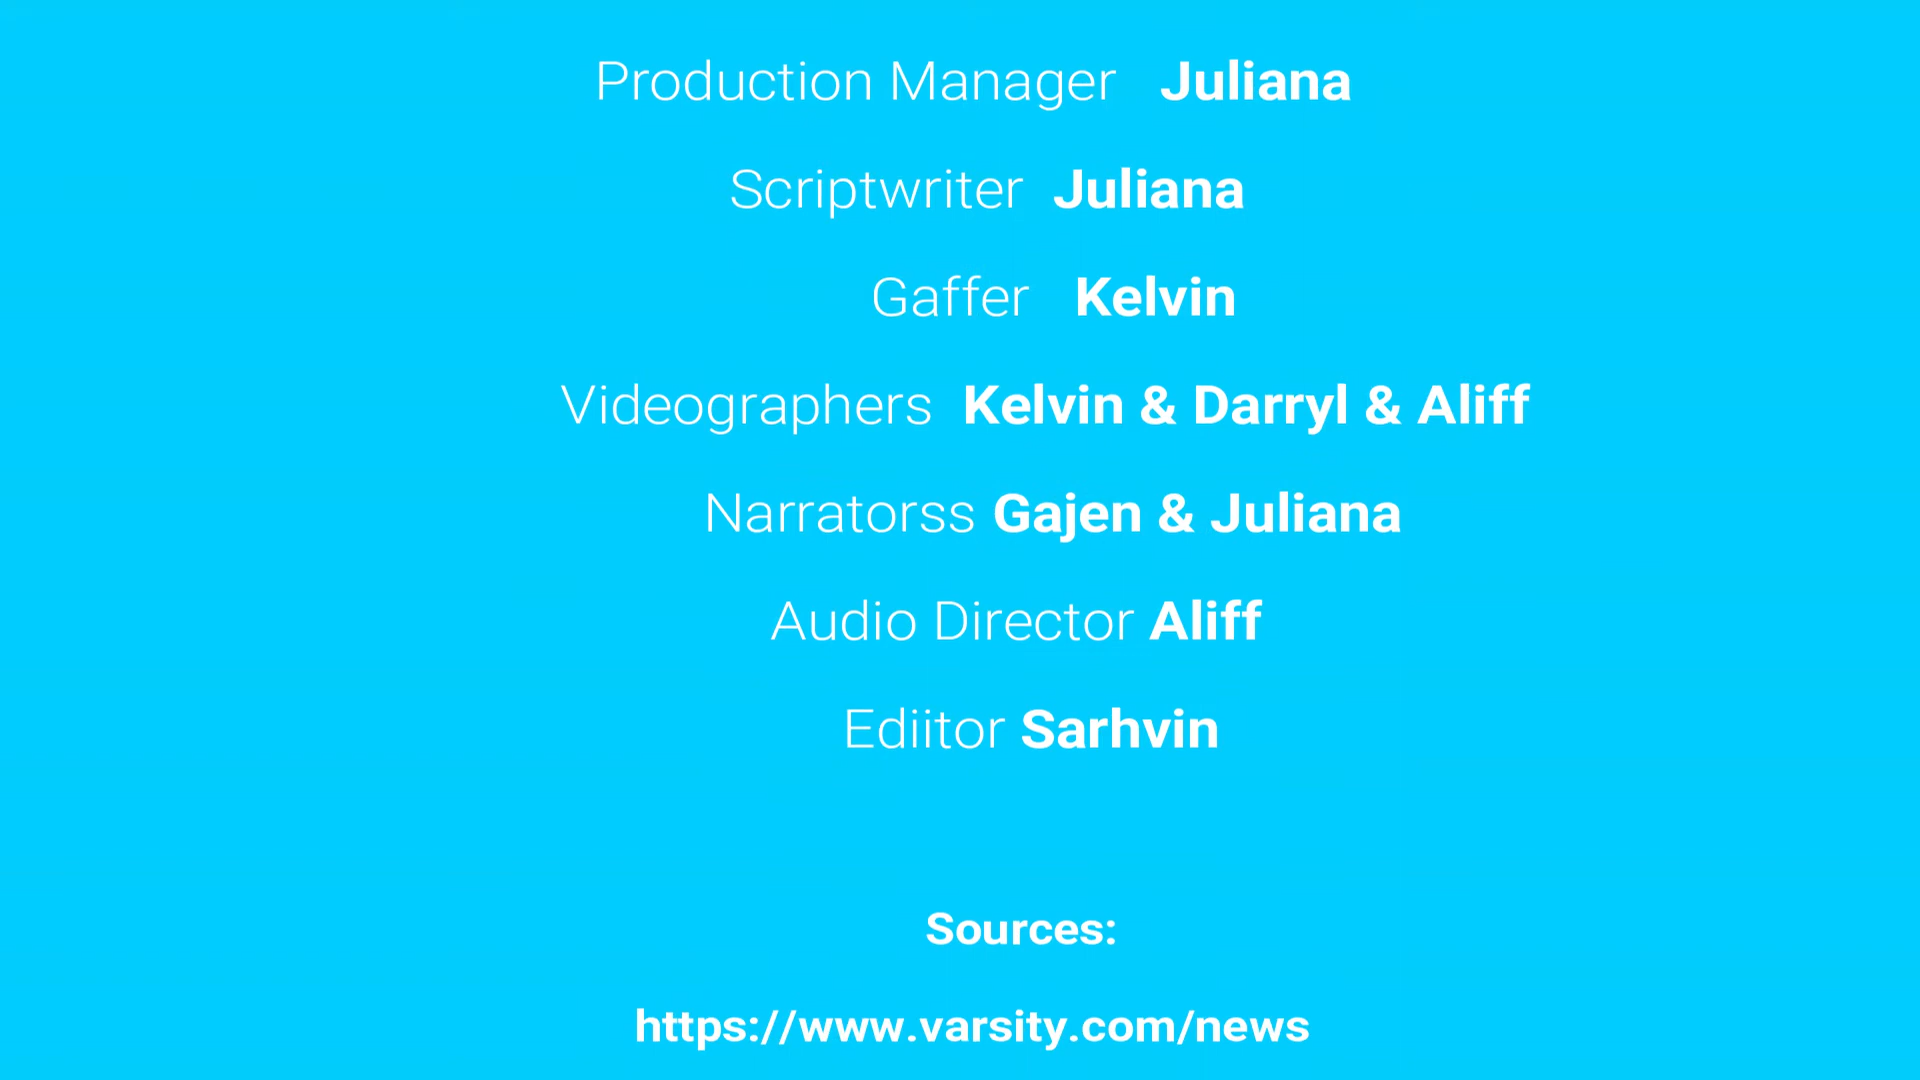 Production Manager Juliana
Scriptwriter Juliana
Gaffer Kelvin
Videographers Kelvin & Darryl & Aliff
Narratorss Gajen & Juliana
Audio Director Aliff
Ediitor Sarhvin
Sources:
https://www.varsity.com/news